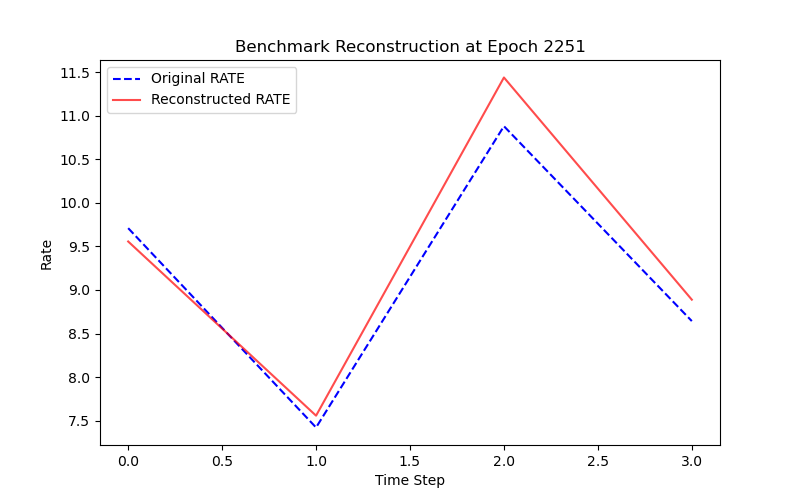 Benchmark Reconstruction at Epoch 2251
Original RATE
Reconstructed RATE
11.5
11.0
10.5
10.0
9.5
9.0
8.5
8.0
7.5
Rate
0.0 0.5 1.0 1.5 2.0 2.5 3.0
Time Step